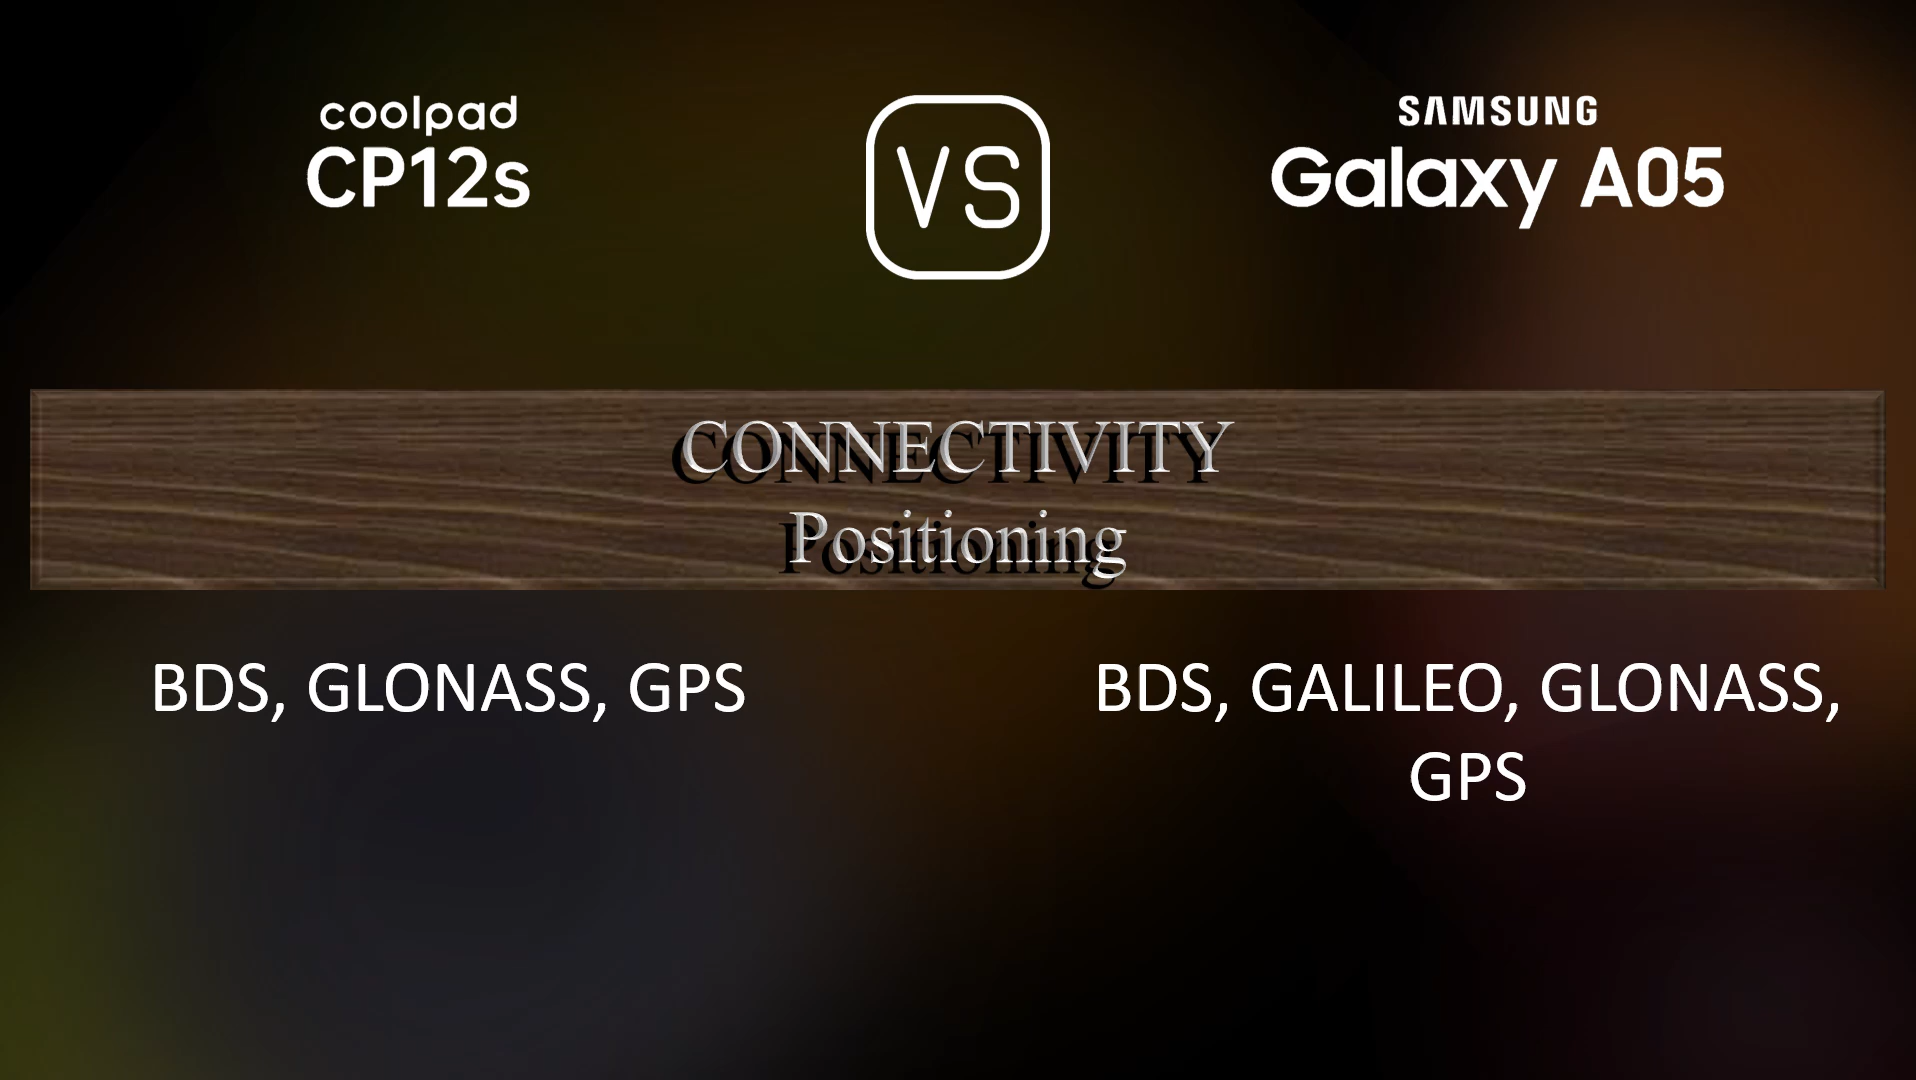 coolpad
CP12s
VS
SAMSUNG
Galaxy A05
CONNECTIVITY
Positioning
BDS, GLONASS, GPS
BDS, GALILEO, GLONASS,
GPS